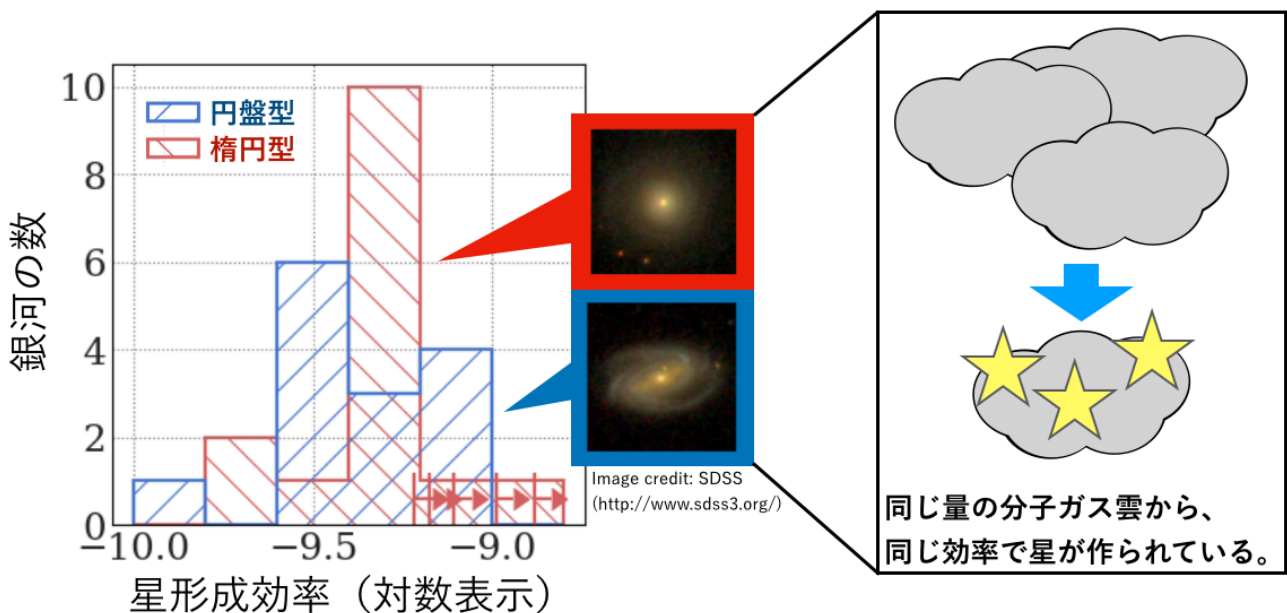 10
8
6
4
2
0
円盤型
楕円型
銀河の数
−10.0
−9.5
−9.0
星形成効率（対数表示）
Image credit: SDSS
(http://www.sdss3.org/)
同じ量の分子ガス雲から、
同じ効率で星が作られている。